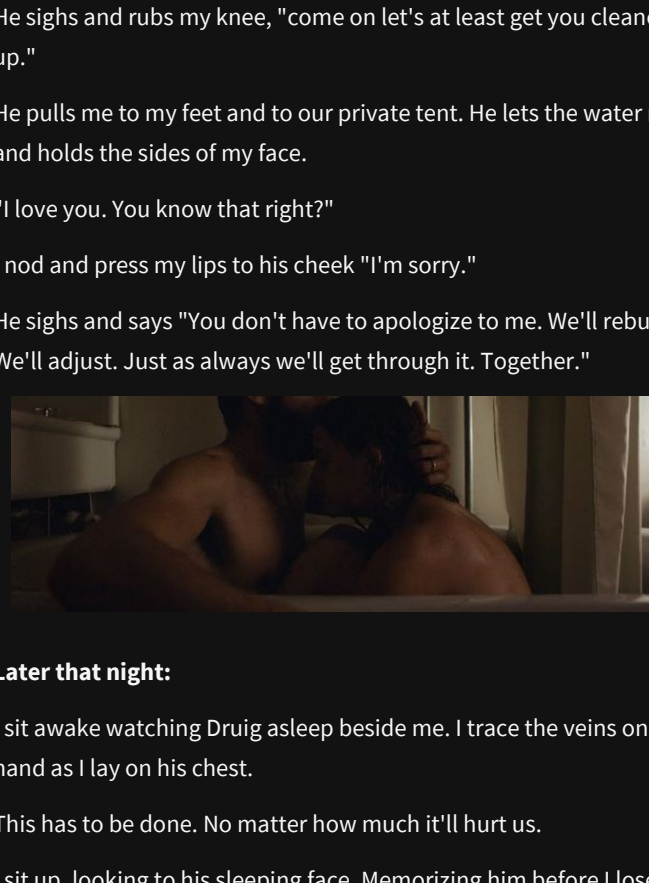 He sighs and rubs my knee, "come on let's at least get you
up."
He pulls me to my feet and to our private tent. He lets the water
and holds the sides of my face.
"I love you. You know that right?"
nod and press my lips to his cheek "I'm sorry."
He sighs and says "You don't have to apologize to me. We'll
We'll adjust. Just as always we'll get through it. Together."
Later that night:
sit awake watching Druig asleep beside me. I trace the veins on
hand as I lay on his chest.
This has to be done. No matter how much it'll hurt us.
sit up, looking to his sleeping face. Memorizing him before I